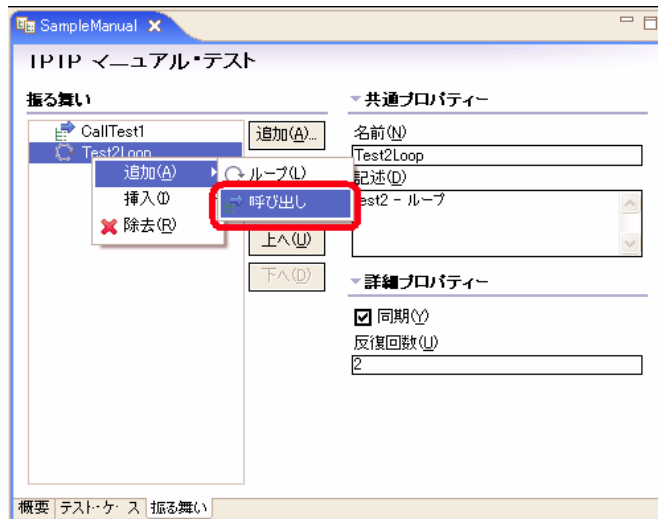 SampleManual
TPTP マニュアル・テスト
振る舞い
CallTest1
Test2Loop
追加(A)...
上へ(U)
下へ(D)
追加(A)
挿入(I)
除去(R)
ループ(L)
呼び出し
共通プロパティー
名前(N)
Test2Loop
記述(D)
est2 - ループ
詳細プロパティー
同期(Y)
反復回数(U)
2
概要 テスト・ケース 振る舞い